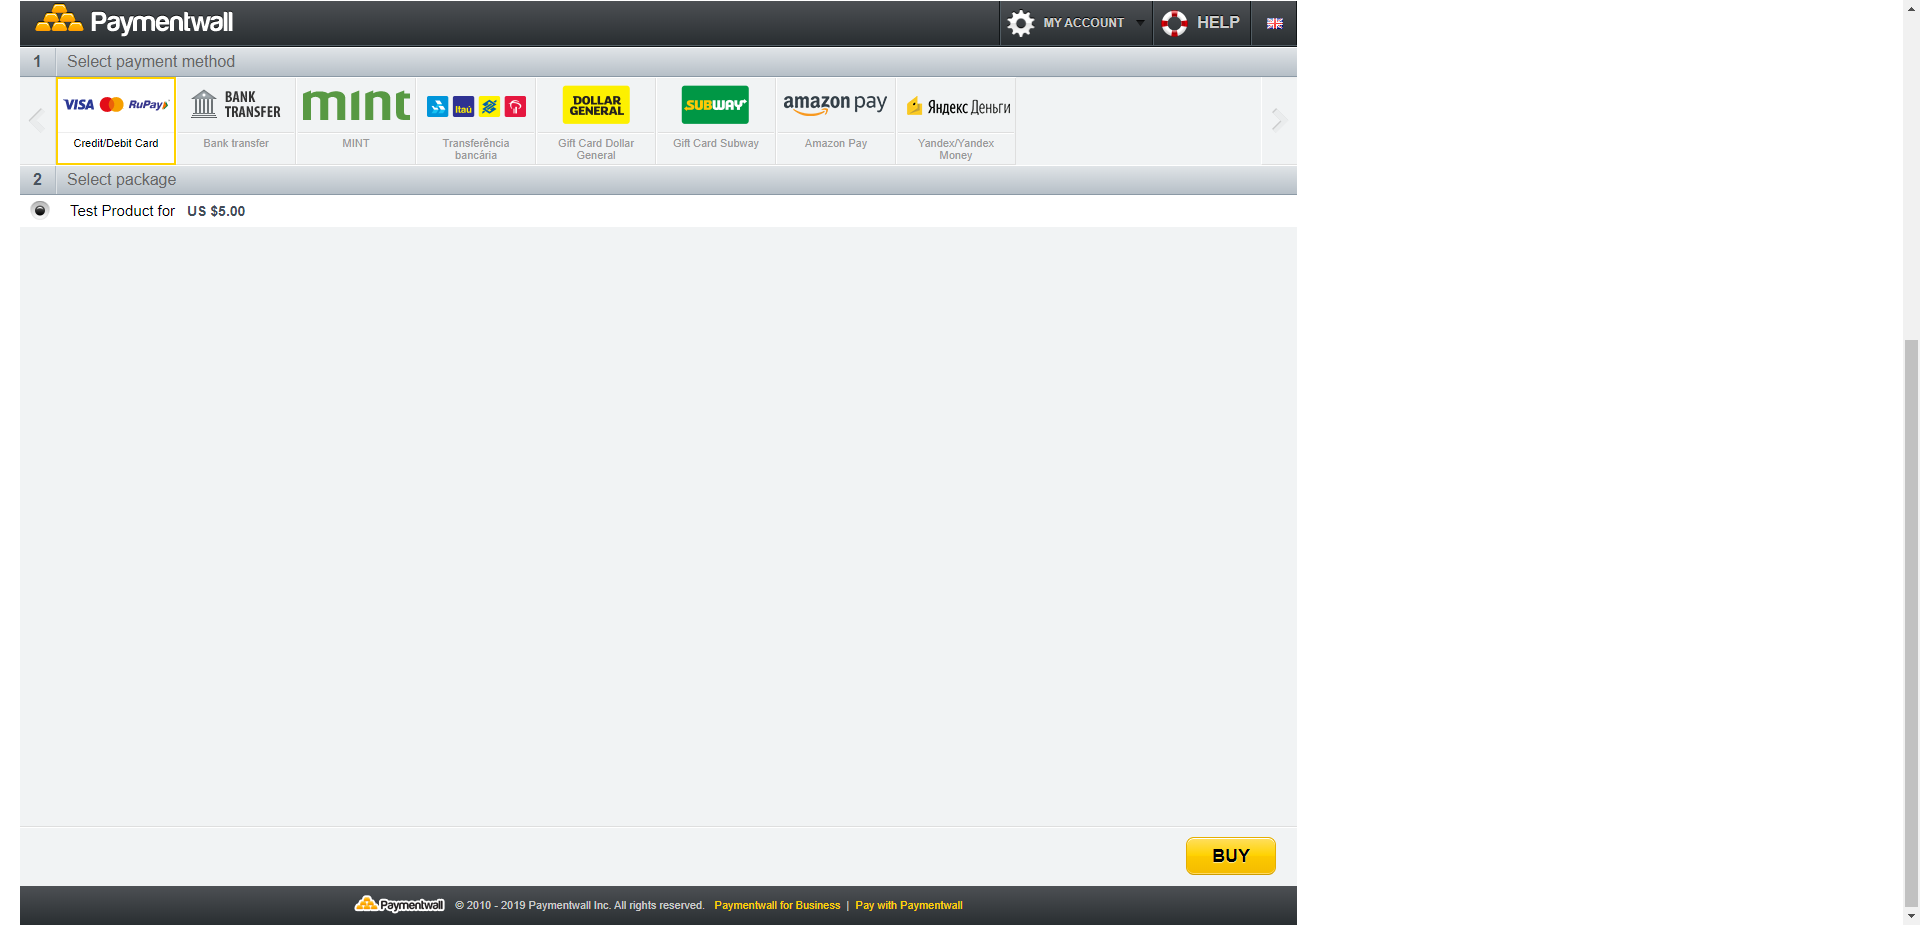 Paymentwall
MY ACCOUNT
HELP
1 Select payment method
VISA RuPay
BANK
TRANSFER
mint
Itaú
DOLLAR
GENERAL
SUBWAY
amazon pay
Яндекс Деньги
Credit/Debit Card
Bank transfer
MINT
Transferência
bancária
Gift Card Dollar
General
Gift Card Subway
Amazon Pay
Yandex/Yandex
Money
2 Select package
Test Product for US $5.00
BUY
Paymentwall © 2010 - 2019 Paymentwall Inc. All rights reserved. Paymentwall for Business | Pay with Paymentwall